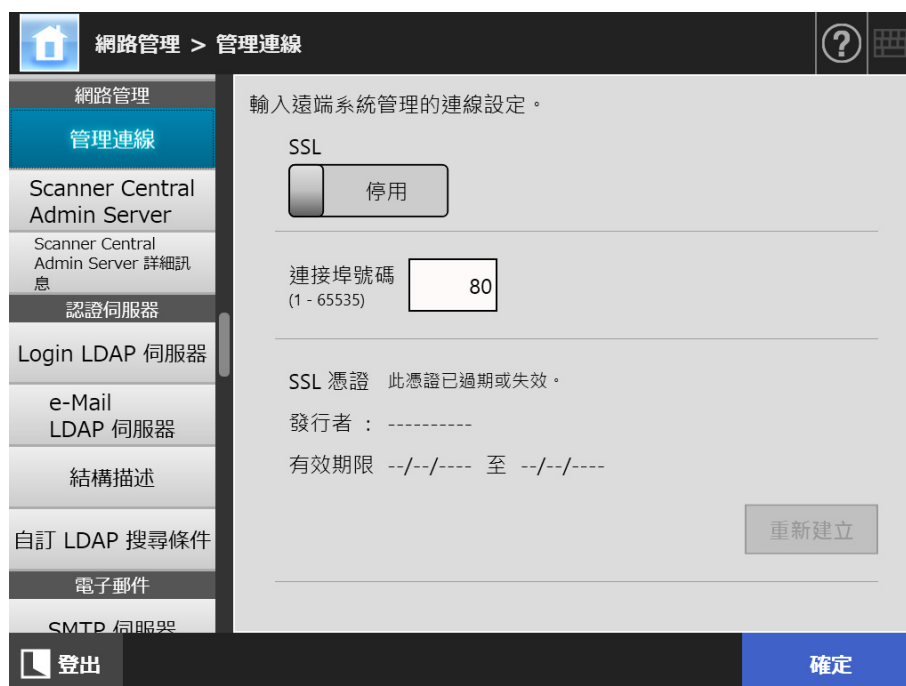 網路管理 > 管理連線
?
網路管理
管理連線
Scanner Central
Admin Server
Scanner Central
Admin Server 詳細訊
息
認證伺服器
Login LDAP 伺服器
e-Mail
LDAP 伺服器
結構描述
自訂 LDAP 搜尋條件
電子郵件
SMTP 伺服器
輸入遠端系統管理的連線設定。
SSL
停用
連接埠號碼
(1 - 65535)
80
SSL 憑證 此憑證已過期或失效。
發行者 : ----------
有效期限 --/--/---- 至 --/--/----
重新建立
登出
確定